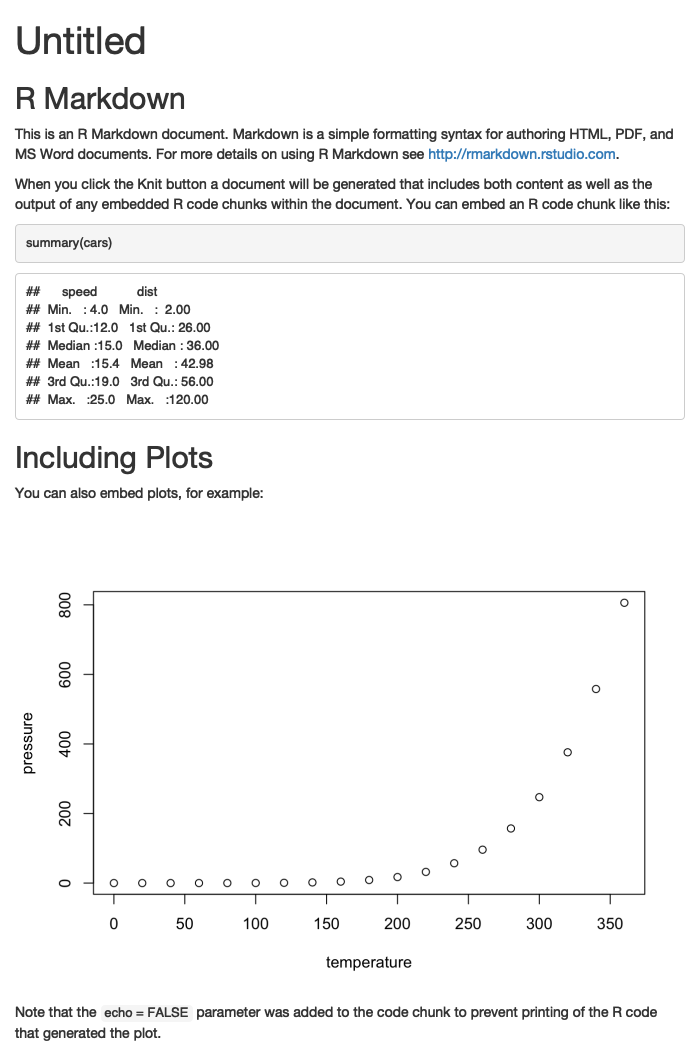 Untitled
R Markdown
This is an R Markdown document. Markdown is a simple formatting syntax for authoring HTML, PDF, and
MS Word documents. For more details on using R Markdown see http://rmarkdown.rstudio.com.
When you click the Knit button a document will be generated that includes both content as well as the
output of any embedded R code chunks within the document. You can embed an R code chunk like this:
summary(cars)
##      speed           dist
##  Min.   : 4.0   Min.   :  2.00
##  1st Qu.:12.0   1st Qu.: 26.00
##  Median :15.0   Median : 36.00
##  Mean   :15.4   Mean   : 42.98
##  3rd Qu.:19.0   3rd Qu.: 56.00
##  Max.   :25.0   Max.   :120.00
Including Plots
You can also embed plots, for example:
800
600
400
200
0
pressure
0 50 100 150 200 250 300 350
temperature
Note that the echo = FALSE parameter was added to the code chunk to prevent printing of the R code
that generated the plot.